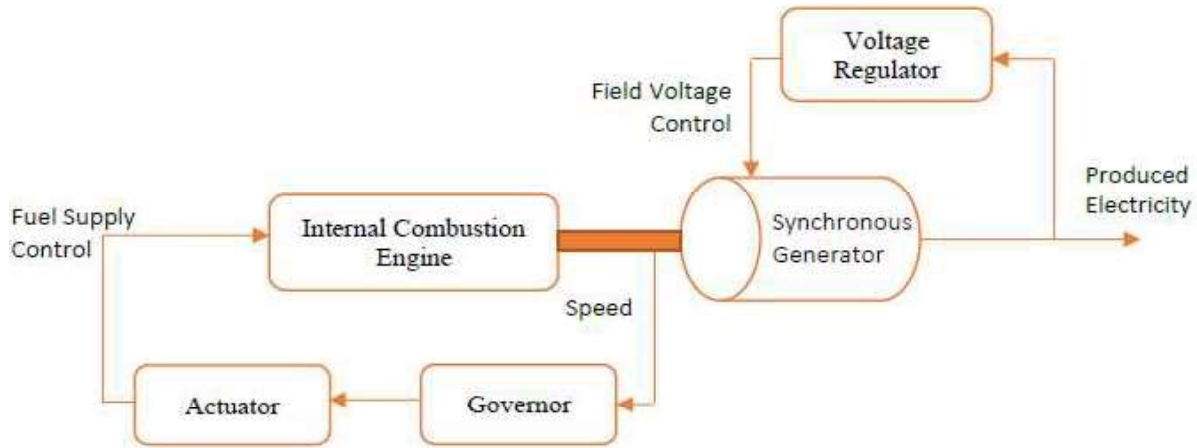 Voltage
Regulator
Field Voltage
Control
Produced
Electricity
Fuel Supply
Control
Internal Combustion
Engine
Synchronous
Generator
Speed
Actuator
Governor